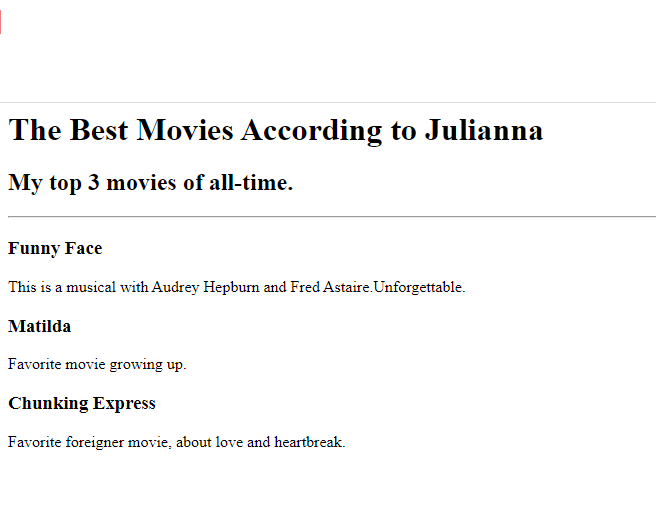 The Best Movies According to Julianna
My top 3 movies of all-time.
Funny Face
This is a musical with Audrey Hepburn and Fred Astaire.Unforgettable.
Matilda
Favorite movie growing up.
Chunking Express
Favorite foreigner movie, about love and heartbreak.